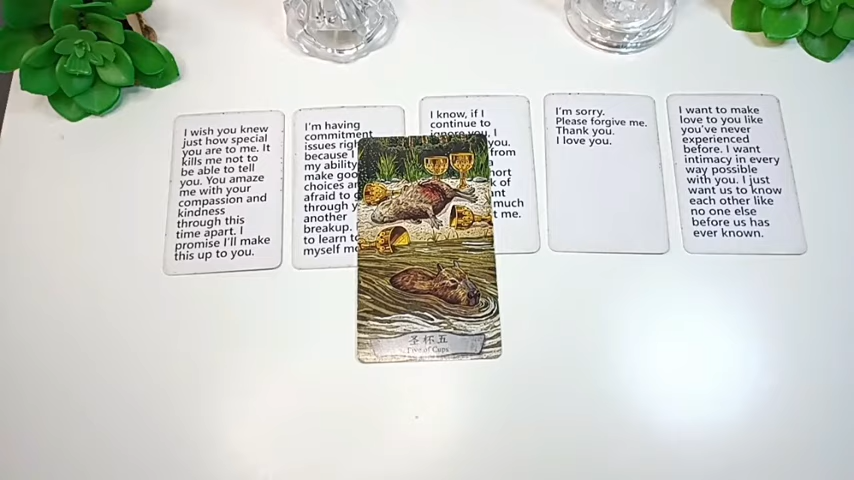 I wish you knew
just how special
you are to me. It
kills me not to
be able to tell
you. You amaze
me with your
compassion and
kindness
through this
time apart. I
promise I'll make
this up to you.
I'm having
commitment
issues
because I
my ability
make
choices
afraid to
through
another
breakup.
to learn to
myself
I know, if I
continue to
ignore you. I
you.
from
of
much
me.
I'm sorry.
Please forgive me.
Thank you.
I love you.
I want to make
love to you like
you've never
experienced
before. I want
intimacy in every
way possible
with you. I just
want us to know
each other like
no one else
before us has
ever known.
圣杯五
Five of Cups